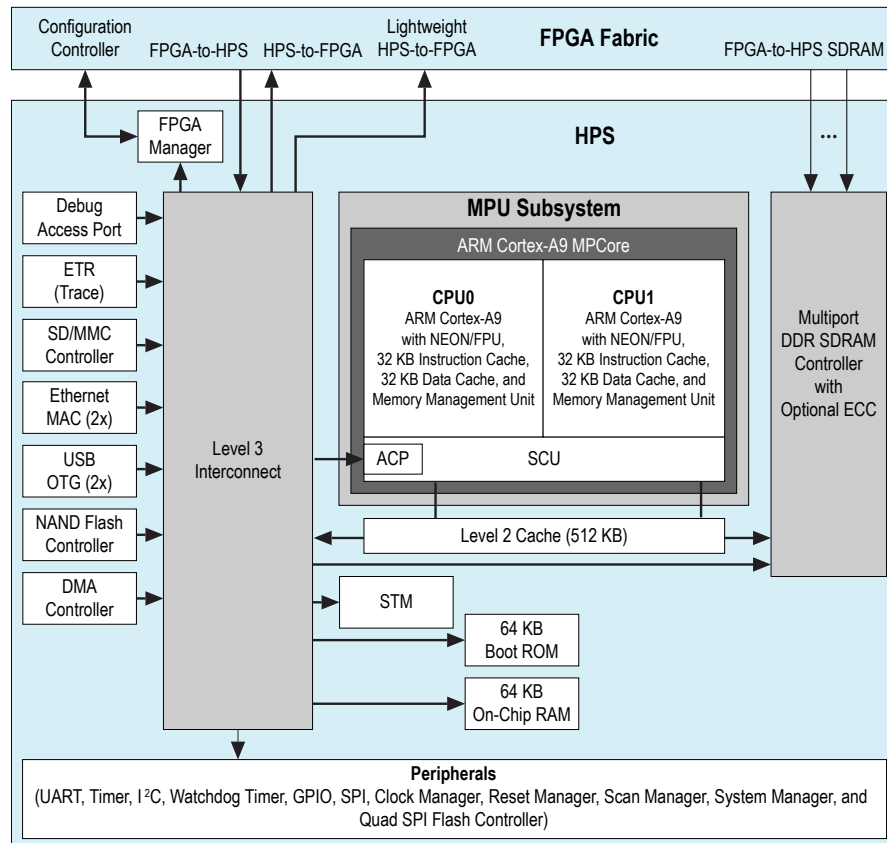 Configuration
Controller
FPGA-to-HPS
HPS-to-FPGA
Lightweight
HPS-to-FPGA
FPGA Fabric
FPGA-to-HPS SDRAM
FPGA
Manager
HPS
...
Debug
Access Port
ETR
(Trace)
SD/MMC
Controller
Ethernet
MAC (2x)
USB
OTG (2x)
NAND Flash
Controller
DMA
Controller
Level 3
Interconnect
MPU Subsystem
ARM Cortex-A9 MPCore
CPU0
ARM Cortex-A9
with NEON/FPU,
32 KB Instruction Cache,
32 KB Data Cache, and
Memory Management Unit
CPU1
ARM Cortex-A9
with NEON/FPU,
32 KB Instruction Cache,
32 KB Data Cache, and
Memory Management Unit
ACP
SCU
Level 2 Cache (512 KB)
Multiport
DDR SDRAM
Controller
with
Optional ECC
STM
64 KB
Boot ROM
64 KB
On-Chip RAM
Peripherals
(UART, Timer, I²C, Watchdog Timer, GPIO, SPI, Clock Manager, Reset Manager, Scan Manager, System Manager, and
Quad SPI Flash Controller)